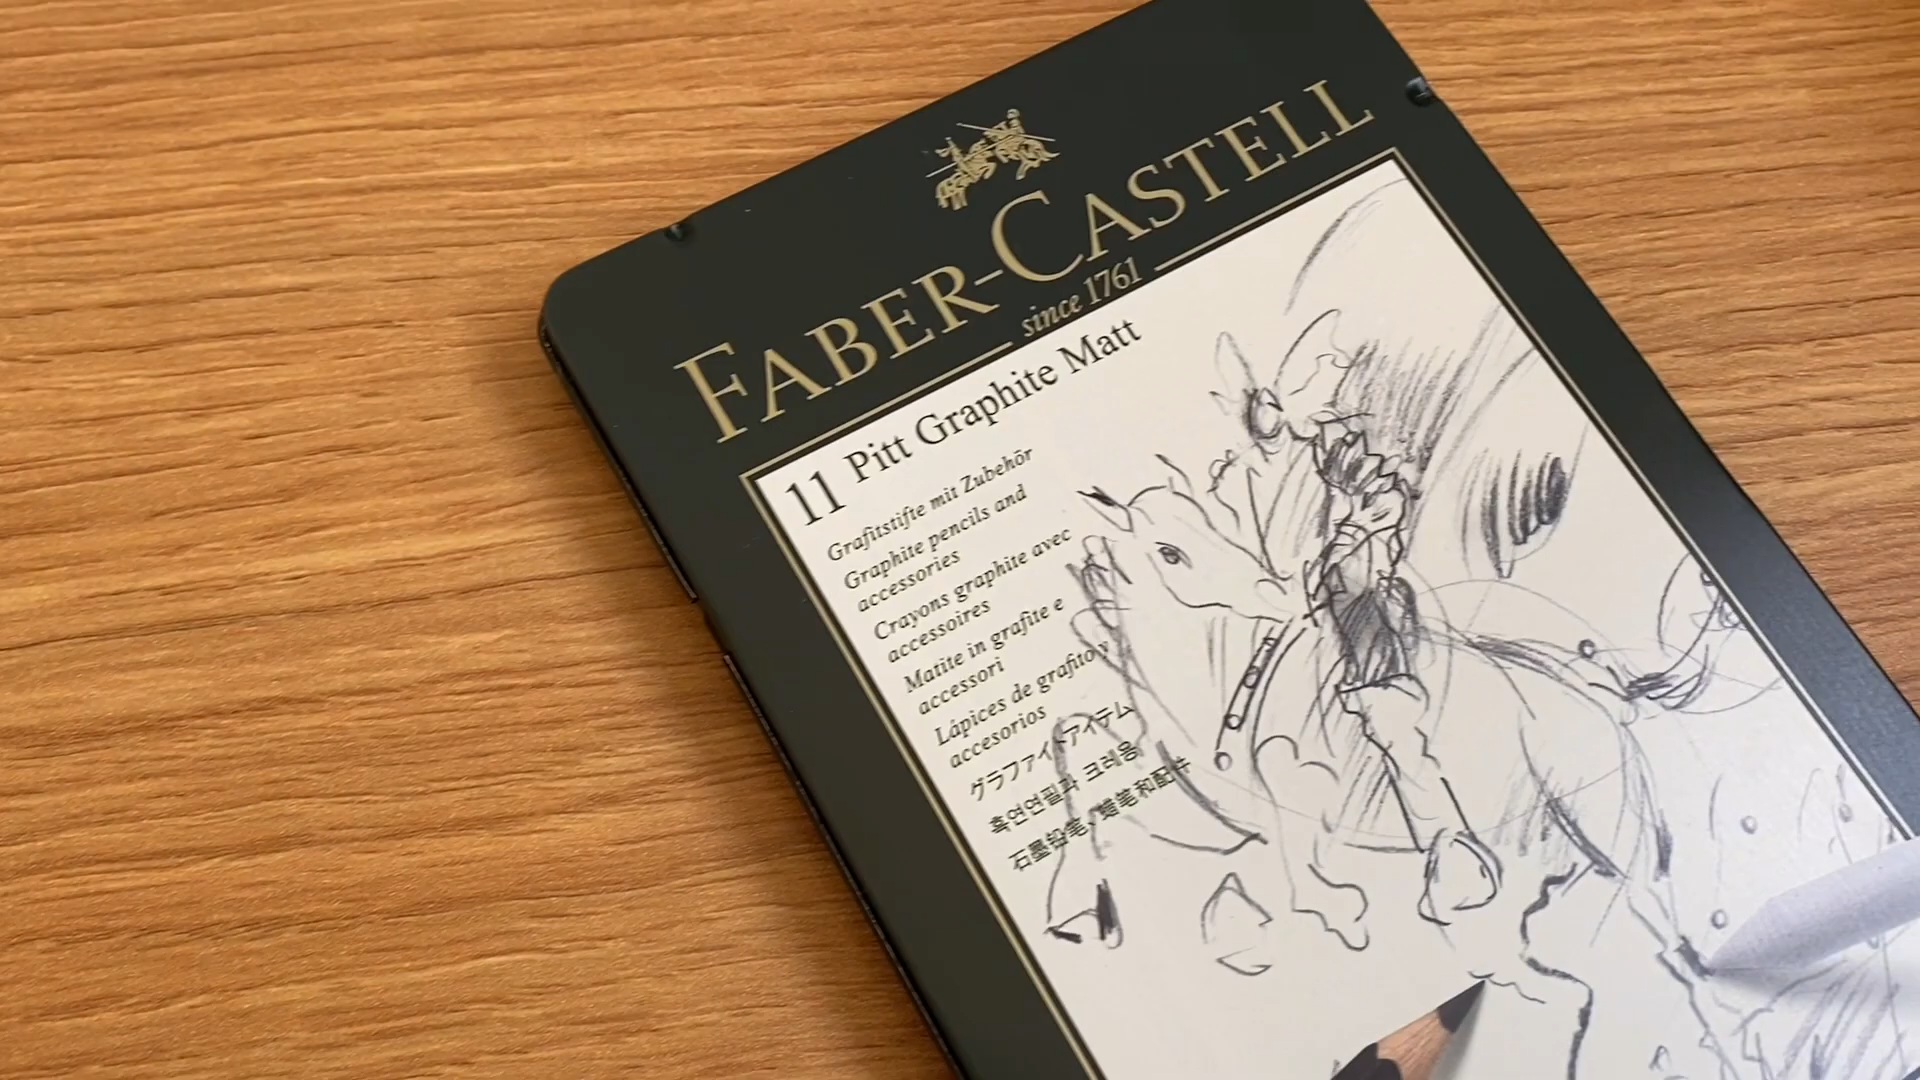 FABER-CASTELL
since 1761
11 Pitt Graphite Matt
Grafitstifte mit Zubehör
Graphite pencils and
accessories
Crayons graphite avec
accessoires
Matite in grafite e
accessori
Lápices de grafito y
accesorios
グラファイトアイテム
흑연연필과 크레용
石墨铅笔、蜡笔和配件